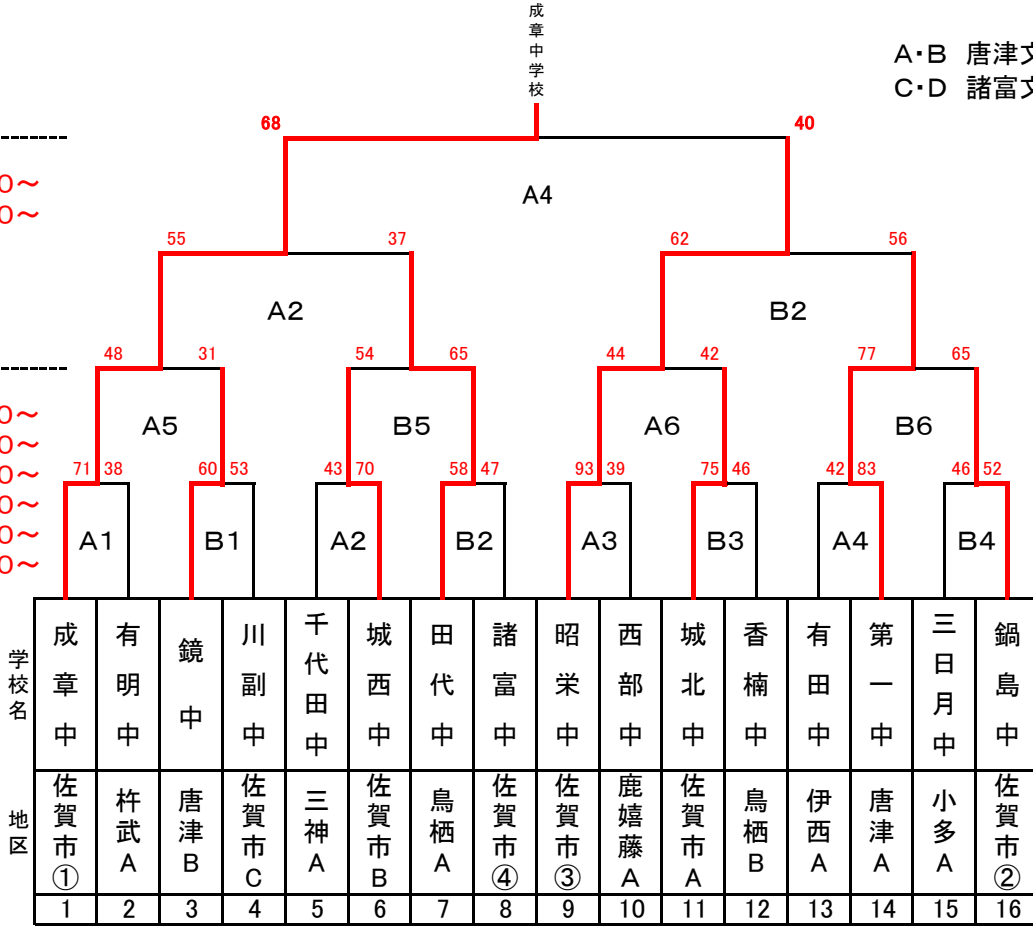 成章中学校
A・B 唐津文
C・D 諸富文
68 40
0～
A4
0～
55 37 62 56
A2 B2
48 31 54 65 44 42 77 65
0～
A5 B5 A6 B6
0～
71 38 60 53 43 70 58 47 93 39 75 46 42 83 46 52
0～
0～
A1 B1 A2 B2 A3 B3 A4 B4
0～
0～
学校名 成章中 有明中 鏡中 川副中 千代田中 城西中 田代中 諸富中 昭栄中 西部中 城北中 香楠中 有田中 第一中 三日月中 鍋島中
地区 佐賀市① 杵武A 唐津B 佐賀市C 三神A 佐賀市B 鳥栖A 佐賀市④ 佐賀市③ 鹿嬉藤A 佐賀市A 鳥栖B 伊西A 唐津A 小多A 佐賀市②
1 2 3 4 5 6 7 8 9 10 11 12 13 14 15 16